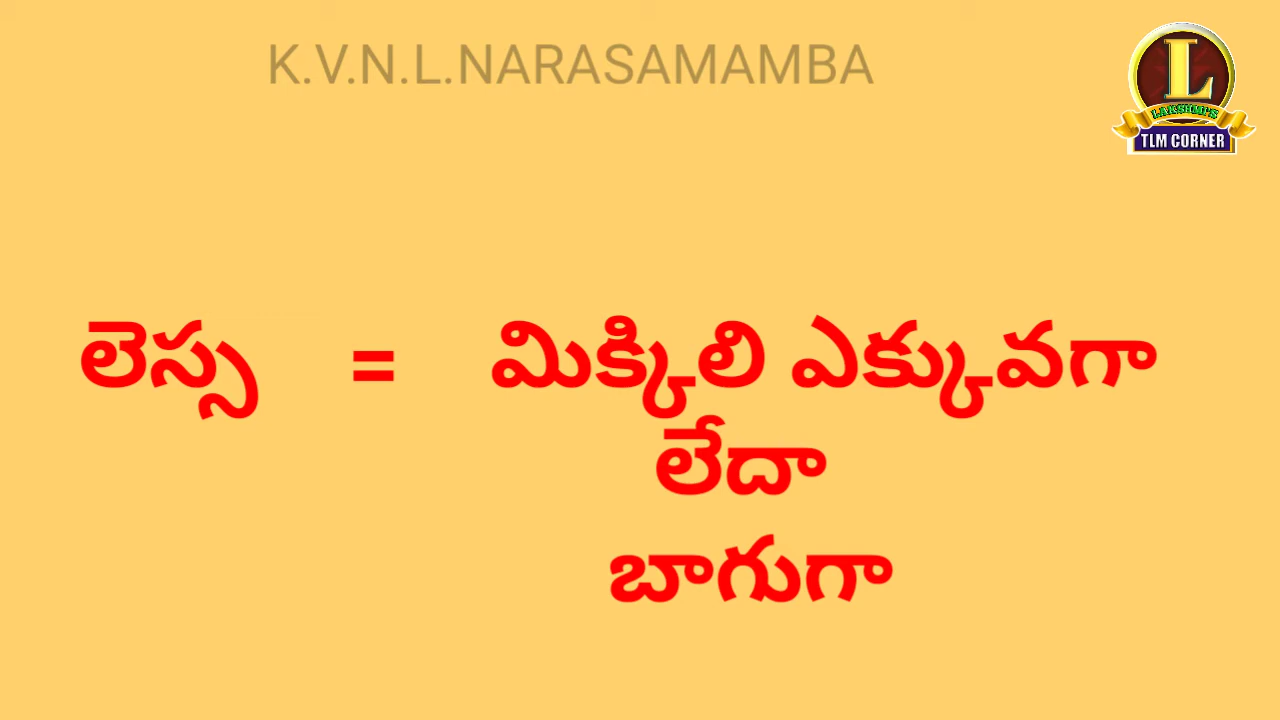 K.V.N.L.NARASAMAMBA
L
LAKSHMI'S
TLM CORNER
లెస్స = మిక్కిలి ఎక్కువగా
లేదా
బాగుగా